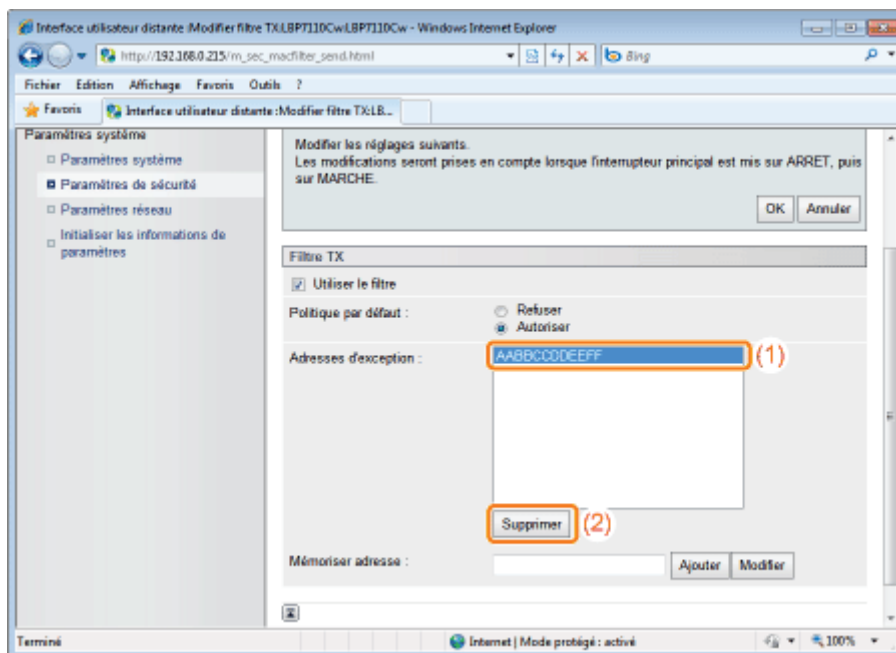 Interface utilisateur distante :Modifier filtre TX:LBP7110Cw:LBP7110Cw - Windows Internet Explorer
http://192.168.0.215/m_sec_macfilter_send.html
Bing
Fichier Edition Affichage Favoris Outils ?
Favoris Interface utilisateur distante :Modifier filtre TX:LB...
Paramètres système
Paramètres système
Paramètres de sécurité
Paramètres réseau
Initialiser les informations de
paramètres
Modifier les réglages suivants.
Les modifications seront prises en compte lorsque l'interrupteur principal est mis sur ARRET, puis
sur MARCHE.
OK Annuler
Filtre TX
Utiliser le filtre
Politique par défaut :
Refuser
Autoriser
Adresses d'exception :
AABBCCDDEEFF
(1)
Supprimer
(2)
Mémoriser adresse :
Ajouter Modifier
Terminé
Internet | Mode protégé : activé
100%